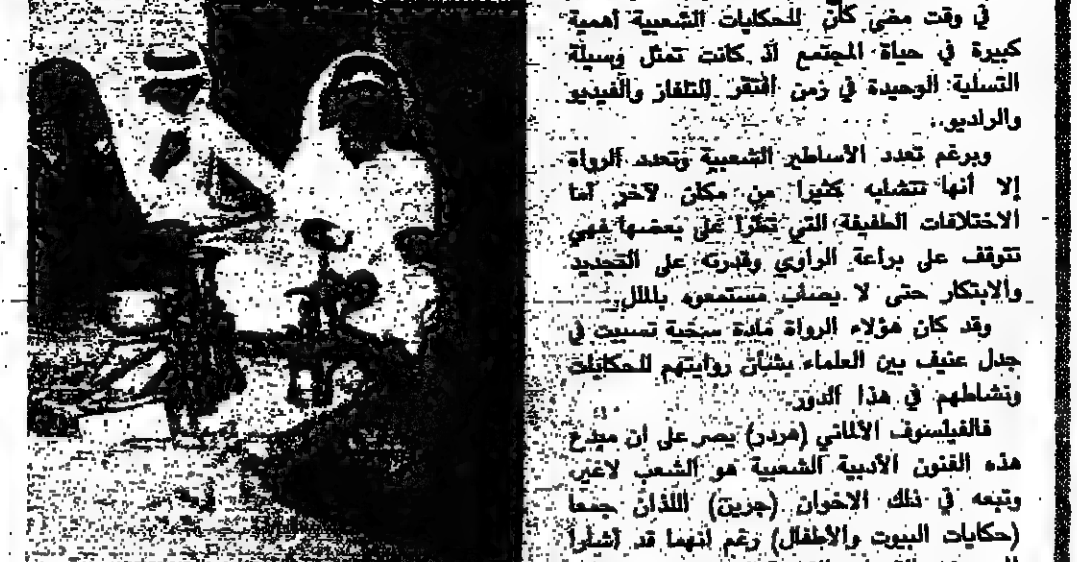 في وقت مضى كان للحكايات الشعبية أهمية
كبيرة في حياة المجتمع اذ كانت تمثل وسيلة
التسلية الوحيدة في زمن افتقر للتلفاز والفيديو
والراديو..
وبرغم تعدد الأساطير الشعبية وتعدد الرواة
إلا أنها تتشابه كثيرا من مكان لآخر أما
الاختلافات الطفيفة التي تطرأ على بعضها فهي
تتوقف على براعة الراوي وقدرته على التجديد
والابتكار حتى لا يصاب مستمعوه بالملل.
وقد كان هؤلاء الرواة مادة سخية تسببت في
جدل عنيف بين العلماء بشأن روايتهم للحكايات
ونشاطهم في هذا الدور.
فالفيلسوف الألماني (هردر) يصر على أن مبدع
هذه الفنون الأدبية الشعبية هو الشعب لاغير
وتبعه في ذلك الاخوان (جرين) اللذان جمعا
(حكايات البيوت والأطفال) رغم انهما قد أشارا